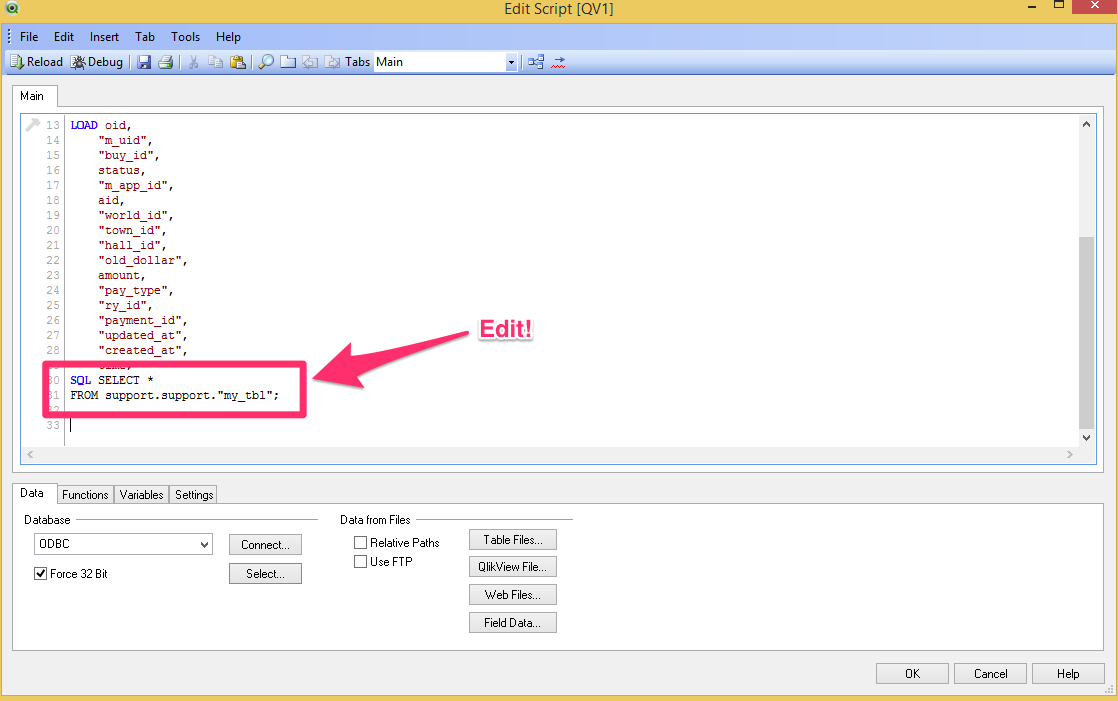 Edit Script [QV1]
File Edit Insert Tab Tools Help
Reload Debug Tabs Main
Main
13 LOAD oid,
14 "m_uid",
15 "buy_id",
16 status,
17 "m_app_id",
18 aid,
19 "world_id",
20 "town_id",
21 "hall_id",
22 "old_dollar",
23 amount,
24 "pay_type",
25 "ry_id",
26 "payment_id",
27 "updated_at",
28 "created_at",
Edit!
30 SQL SELECT *
31 FROM support.support."my_tbl";
33
Data Functions Variables Settings
Database
ODBC Connect...
Force 32 Bit Select...
Data from Files
Relative Paths
Use FTP
Table Files...
QlikView File...
Web Files...
Field Data...
OK Cancel Help